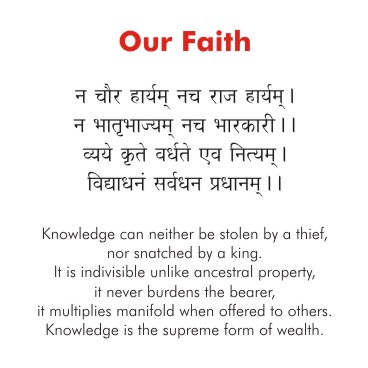 Our Faith
न चौर हार्यम् नच राज हार्यम्।
न भातृभाज्यम् नच भारकारी।।
व्यये कृते वर्धते एव नित्यम्।
विद्याधनं सर्वधन प्रधानम्।।
Knowledge can neither be stolen by a thief,
nor snatched by a king.
It is indivisible unlike ancestral property,
it never burdens the bearer,
it multiplies manifold when offered to others.
Knowledge is the supreme form of wealth.